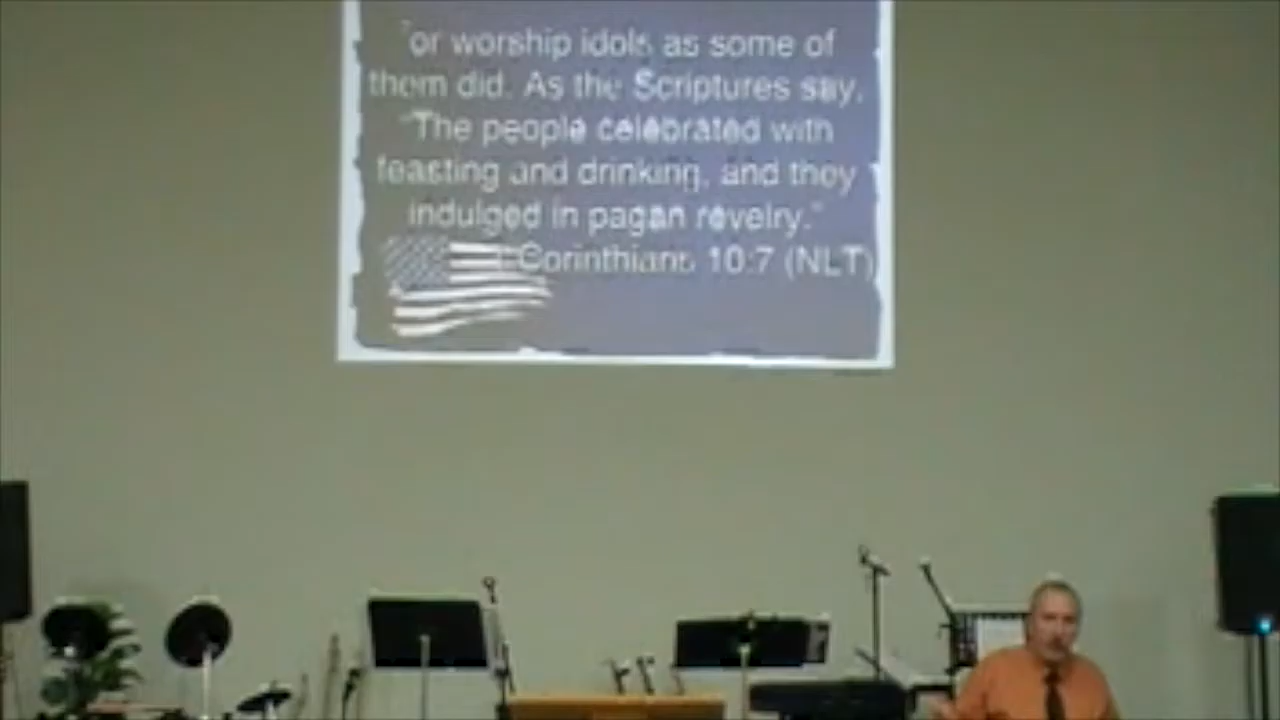 or worship idols as some of
them did. As the Scriptures say,
"The people celebrated with
feasting and drinking, and they
indulged in pagan revelry."
Corinthians 10:7 (NLT)